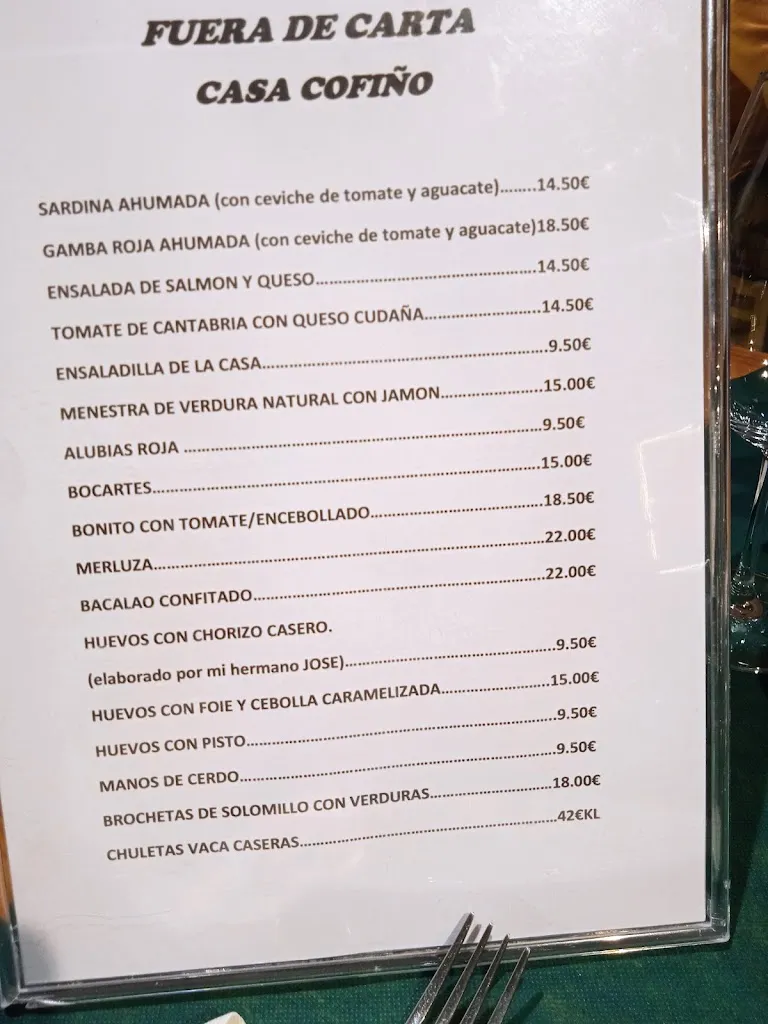 FUERA DE CARTA
CASA COFIÑO
SARDINA AHUMADA (con ceviche de tomate y aguacate)........14.50€
GAMBA ROJA AHUMADA (con ceviche de tomate y aguacate)18.50€
ENSALADA DE SALMON Y QUESO..........................................14.50€
TOMATE DE CANTABRIA CON QUESO CUDAÑA......................14.50€
ENSALADILLA DE LA CASA......................................................9.50€
MENESTRA DE VERDURA NATURAL CON JAMON...................15.00€
ALUBIAS ROJA ....................................................................9.50€
BOCARTES..........................................................................15.00€
BONITO CON TOMATE/ENCEBOLLADO................................18.50€
MERLUZA...........................................................................22.00€
BACALAO CONFITADO.......................................................22.00€
HUEVOS CON CHORIZO CASERO.
(elaborado por mi hermano JOSE).......................................9.50€
HUEVOS CON FOIE Y CEBOLLA CARAMELIZADA....................15.00€
HUEVOS CON PISTO...........................................................9.50€
MANOS DE CERDO............................................................9.50€
BROCHETAS DE SOLOMILLO CON VERDURAS.......................18.00€
CHULETAS VACA CASERAS.................................................42€KL